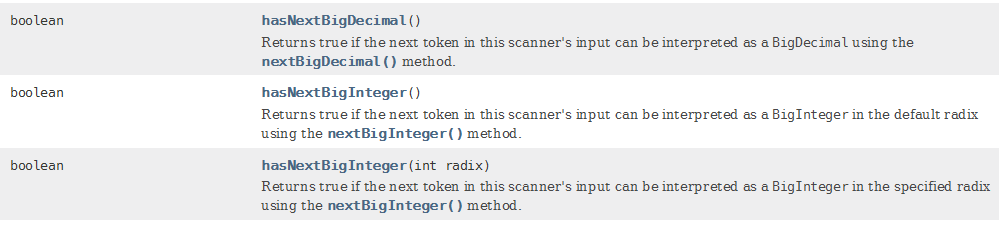 boolean hasNextBigDecimal()
Returns true if the next token in this scanner's input can be interpreted as a BigDecimal using the
nextBigDecimal() method.
boolean hasNextBigInteger()
Returns true if the next token in this scanner's input can be interpreted as a BigInteger in the default radix
using the nextBigInteger() method.
boolean hasNextBigInteger(int radix)
Returns true if the next token in this scanner's input can be interpreted as a BigInteger in the specified radix
using the nextBigInteger() method.